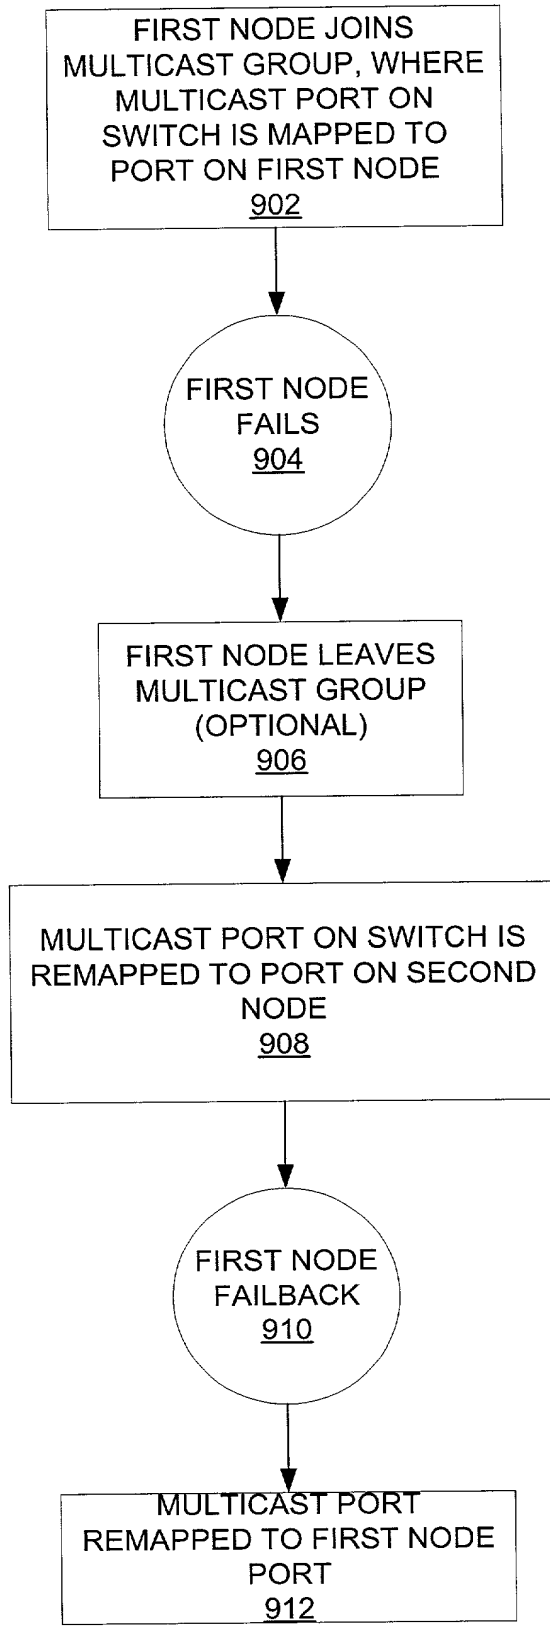 FIRST NODE JOINS
MULTICAST GROUP, WHERE
MULTICAST PORT ON
SWITCH IS MAPPED TO
PORT ON FIRST NODE
902
FIRST NODE
FAILS
904
FIRST NODE LEAVES
MULTICAST GROUP
(OPTIONAL)
906
MULTICAST PORT ON SWITCH IS
REMAPPED TO PORT ON SECOND
NODE
908
FIRST NODE
FAILBACK
910
MULTICAST PORT
REMAPPED TO FIRST NODE
PORT
912